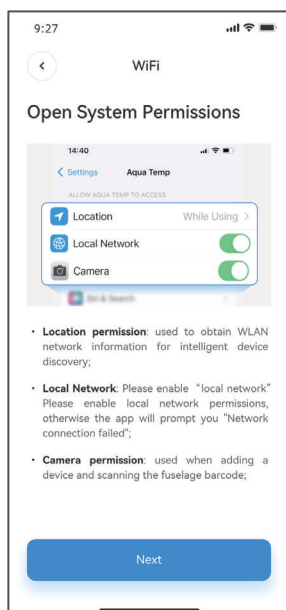 9:27
WiFi
Open System Permissions
14:40
Settings
Aqua Temp
ALLOW AQUA TEMP TO ACCESS
Location While Using
Local Network
Camera
Siri & Search
· Location permission: used to obtain WLAN
network information for intelligent device
discovery;
· Local Network: Please enable "local network"
Please enable local network permissions,
otherwise the app will prompt you "Network
connection failed";
· Camera permission: used when adding a
device and scanning the fuselage barcode;
Next